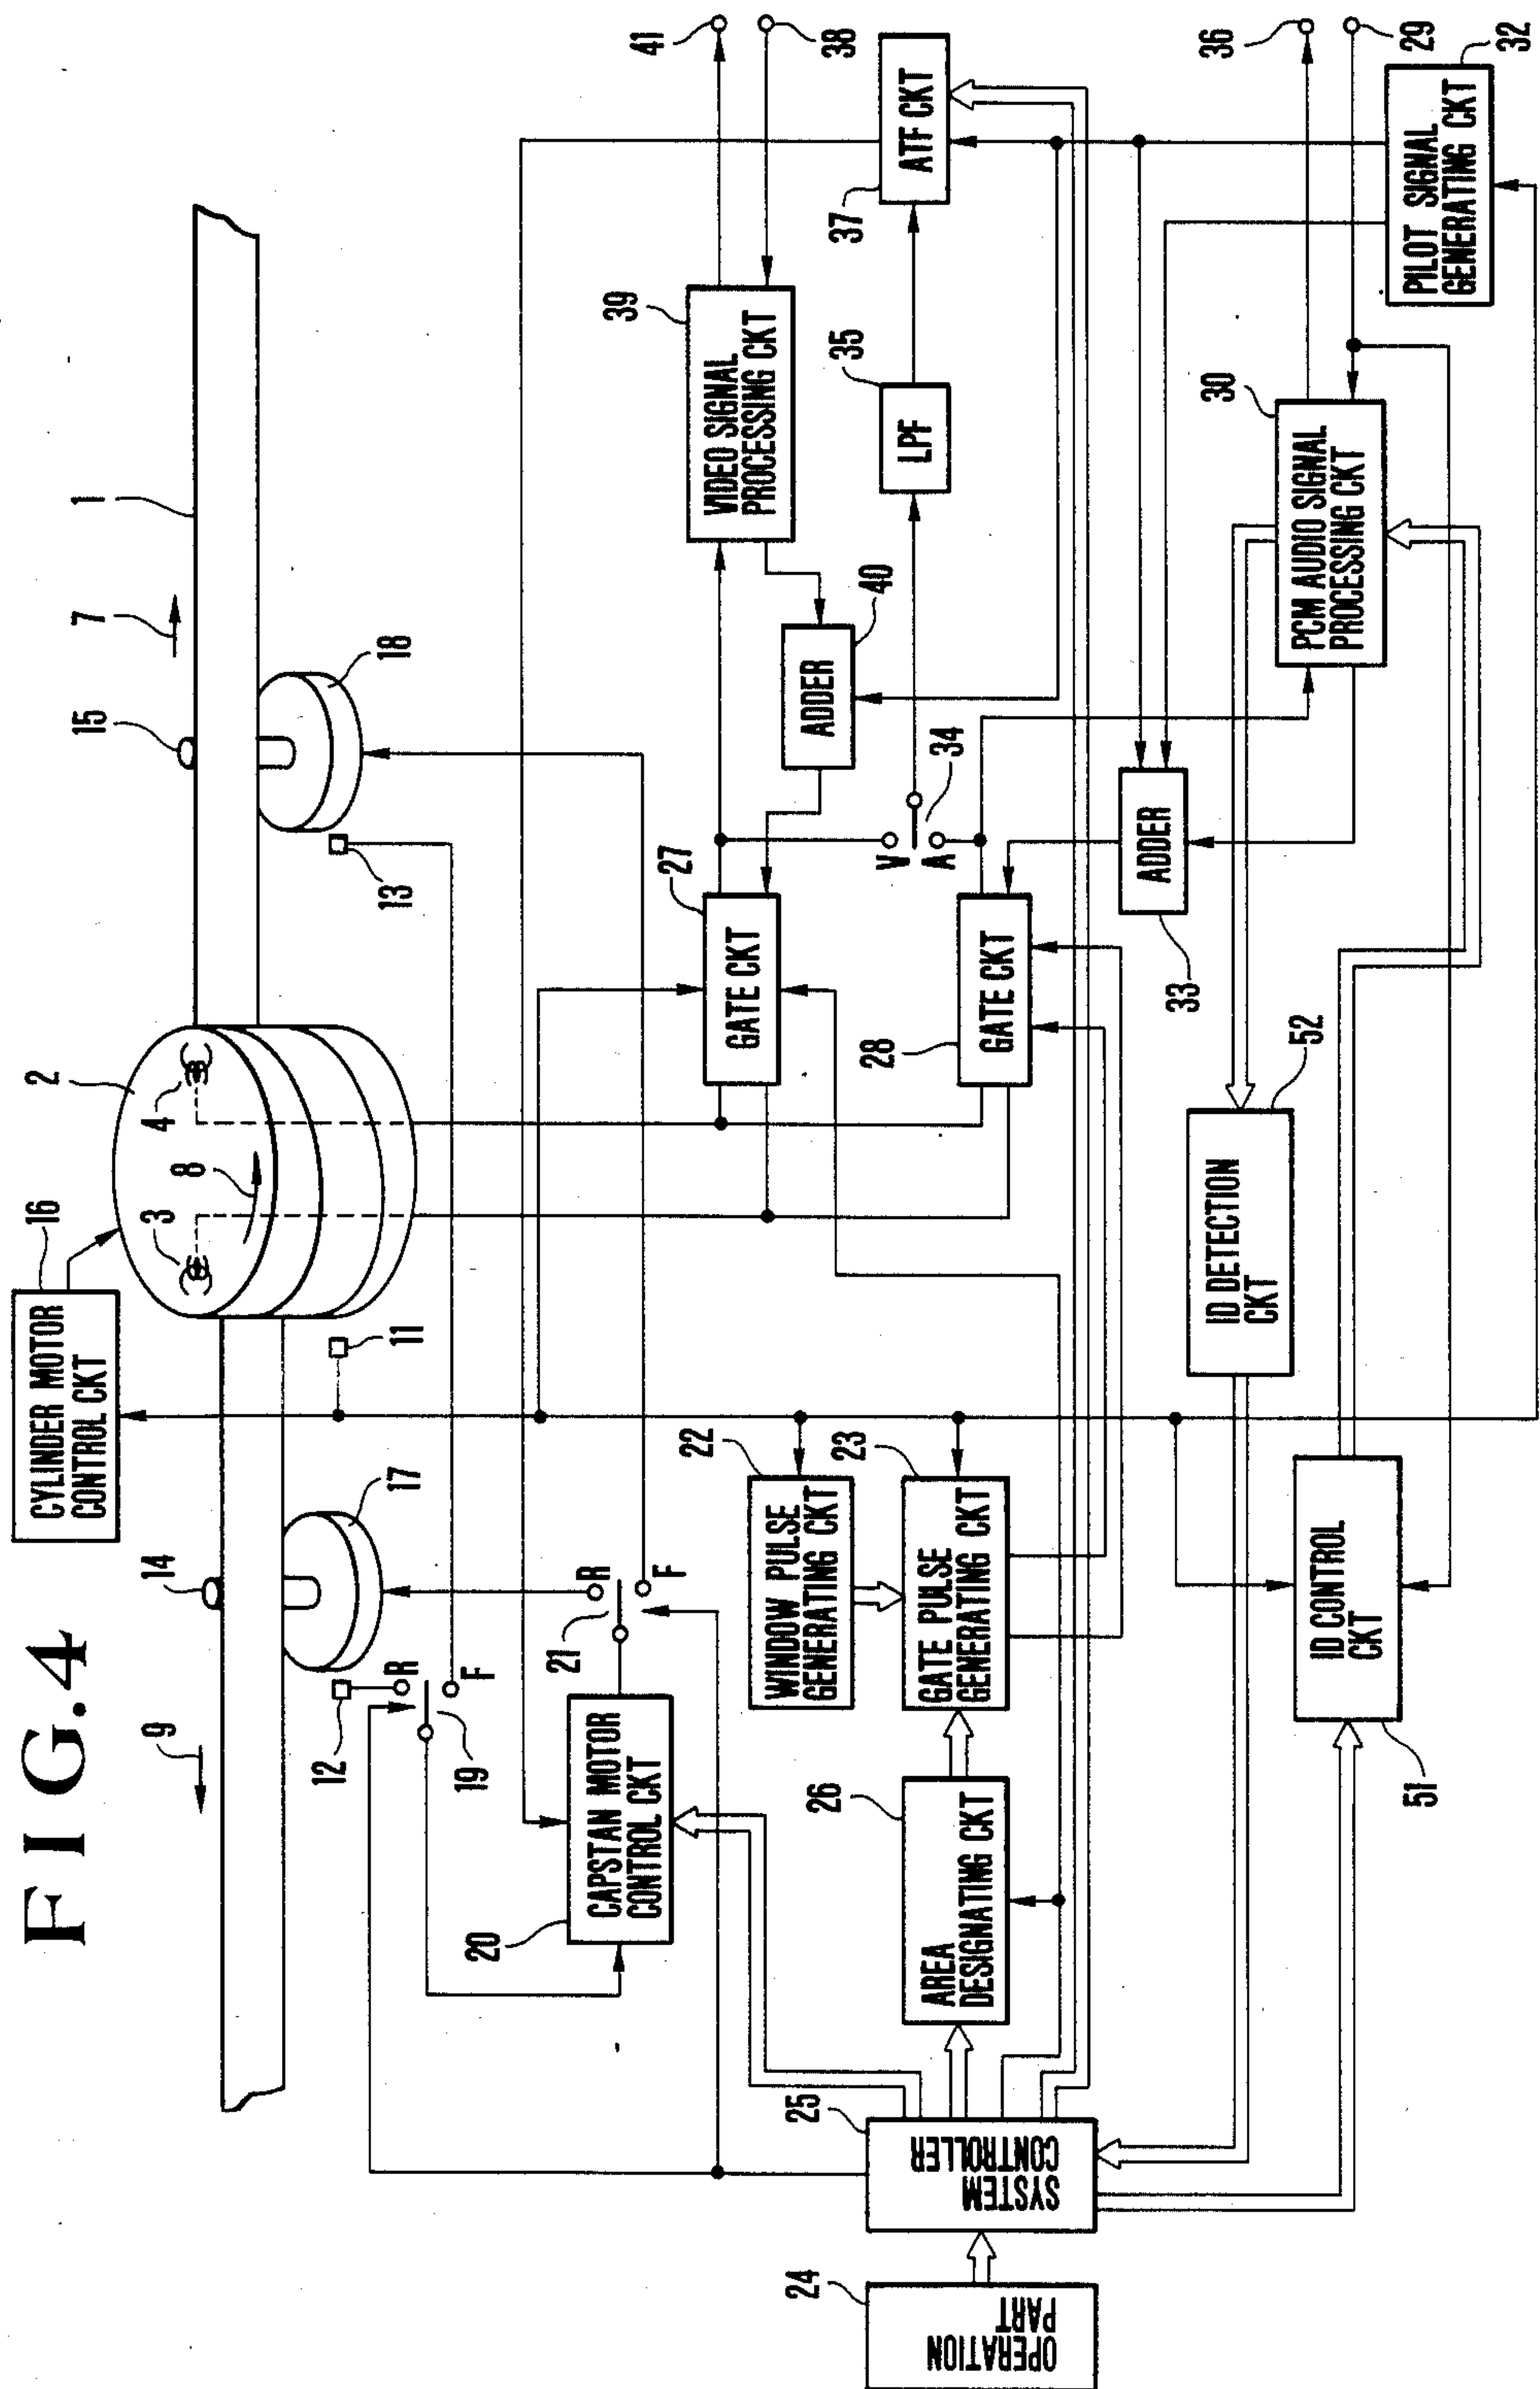 FIG.4
CYLINDER MOTOR
CONTROL CKT
16
2
3
4
8
9
14
17
12
R
F
19
11
7
1
15
18
13
20
CAPSTAN MOTOR
CONTROL CKT
21
R
F
22
WINDOW PULSE
GENERATING CKT
23
GATE PULSE
GENERATING CKT
26
AREA
DESIGNATING CKT
25
SYSTEM
CONTROLLER
24
OPERATION
PART
27
GATE CKT
28
GATE CKT
V
A
34
40
ADDER
39
VIDEO SIGNAL
PROCESSING CKT
41
38
35
LPF
37
ATF CKT
33
ADDER
30
PCM AUDIO SIGNAL
PROCESSING CKT
36
29
32
PILOT SIGNAL
GENERATING CKT
52
ID DETECTION
CKT
51
ID CONTROL
CKT